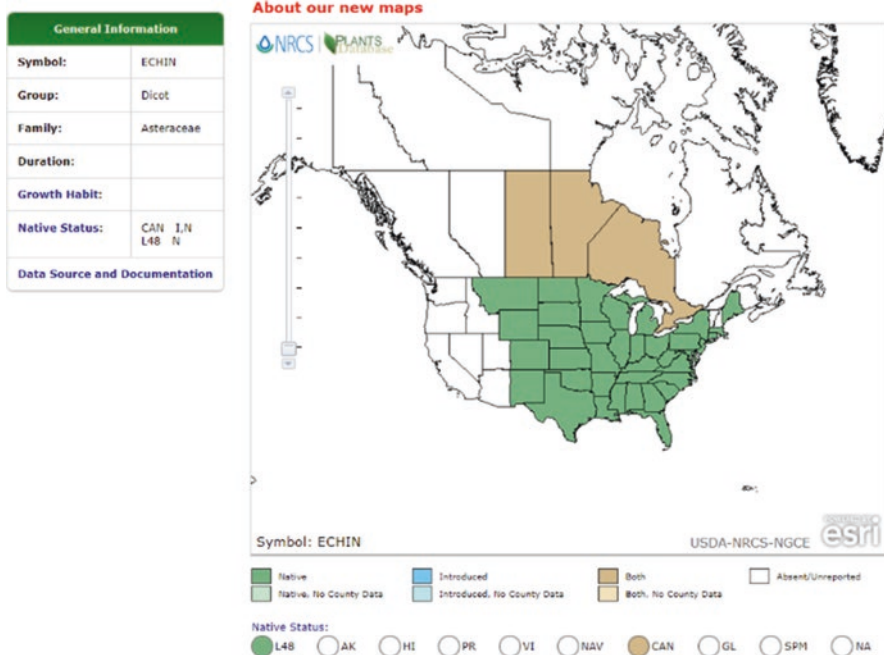 General Information
Symbol: ECHIN
Group: Dicot
Family: Asteraceae
Duration:
Growth Habit:
Native Status: CAN I,N
L48 N
Data Source and Documentation
About our new maps
NRCS PLANTS
Database
Symbol: ECHIN
USDA-NRCS-NGCE
esri
Native
Introduced
Both
Absent/Unreported
Native, No County Data
Introduced, No County Data
Both, No County Data
Native Status:
L48 AK HI PR VI NAV CAN GL SPM NA